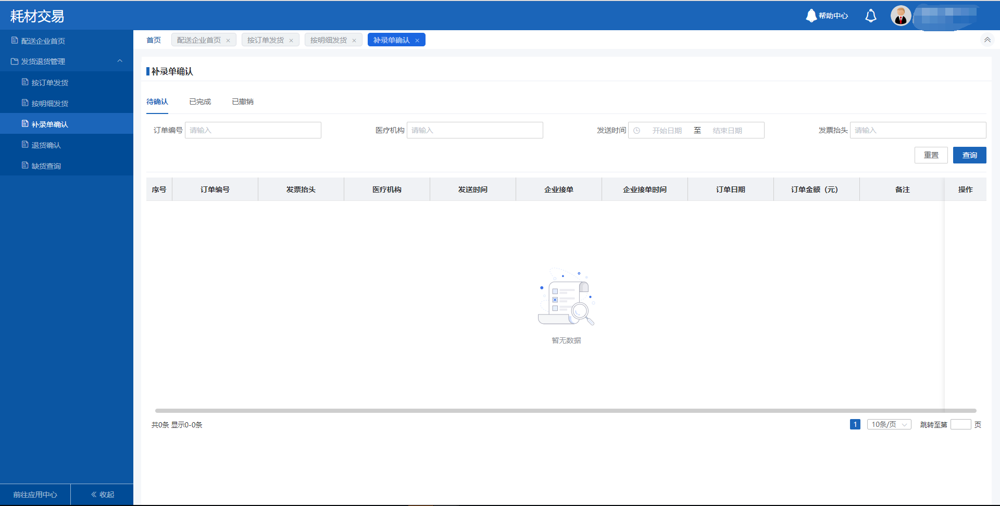 耗材交易
帮助中心
配送企业首页
发货退货管理
按订单发货
按明细发货
补录单确认
退货确认
缺货查询
前往应用中心
收起
首页 配送企业首页 × 按订单发货 × 按明细发货 × 补录单确认 ×
补录单确认
待确认 已完成 已撤销
订单编号 请输入 医疗机构 请输入 发送时间 开始日期 至 结束日期 发票抬头 请输入
重置 查询
序号 订单编号 发票抬头 医疗机构 发送时间 企业接单 企业接单时间 订单日期 订单金额（元） 备注 操作
暂无数据
共0条 显示0-0条 1 10条/页 跳转至第 页